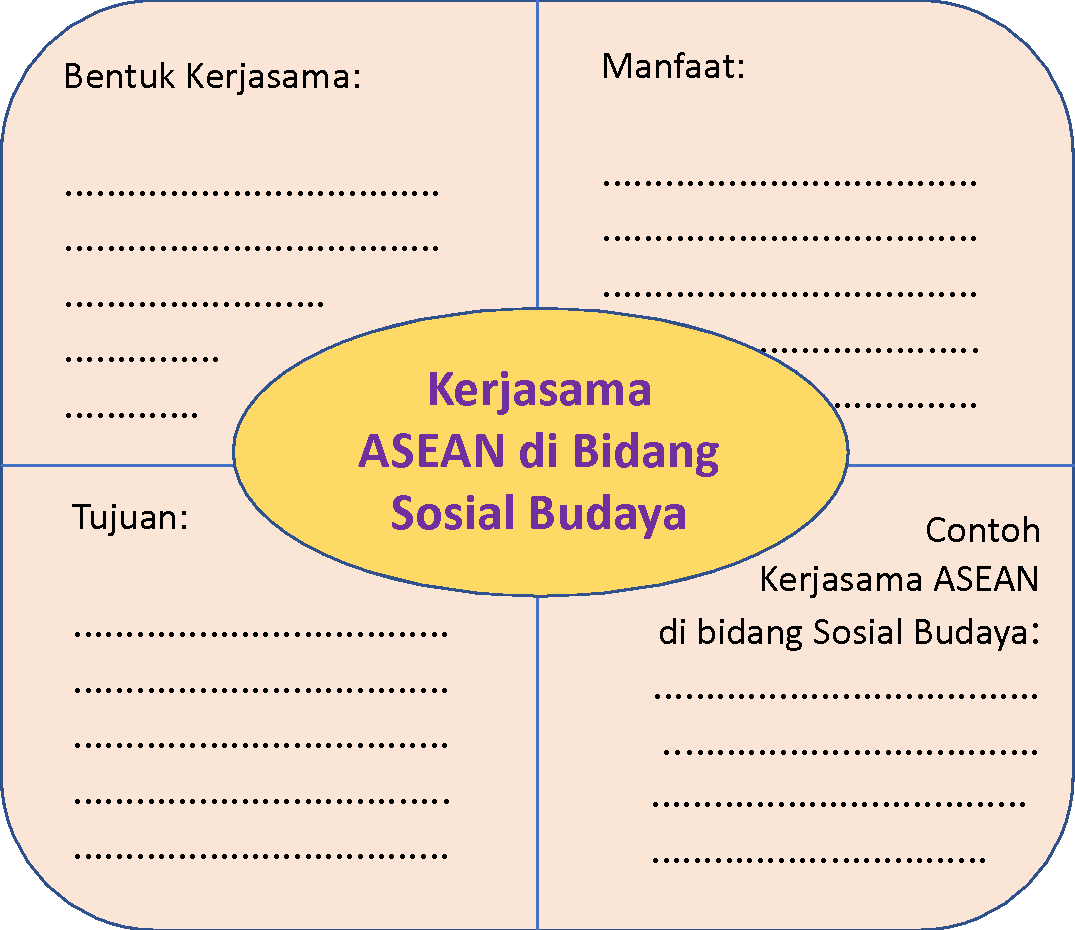 Bentuk Kerjasama:
....................................
....................................
.........................
...............
.............
Manfaat:
....................................
....................................
....................................
.....................
..............
Kerjasama
ASEAN di Bidang
Sosial Budaya
Tujuan:
....................................
....................................
....................................
....................................
....................................
Contoh
Kerjasama ASEAN
di bidang Sosial Budaya:
.....................................
....................................
....................................
................................